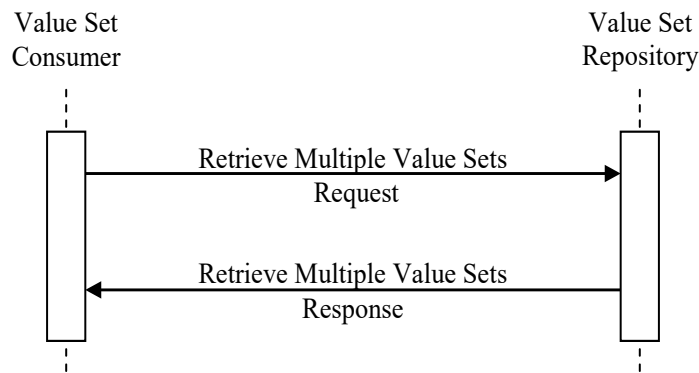 Value Set
Consumer
Value Set
Repository
Retrieve Multiple Value Sets
Request
Retrieve Multiple Value Sets
Response